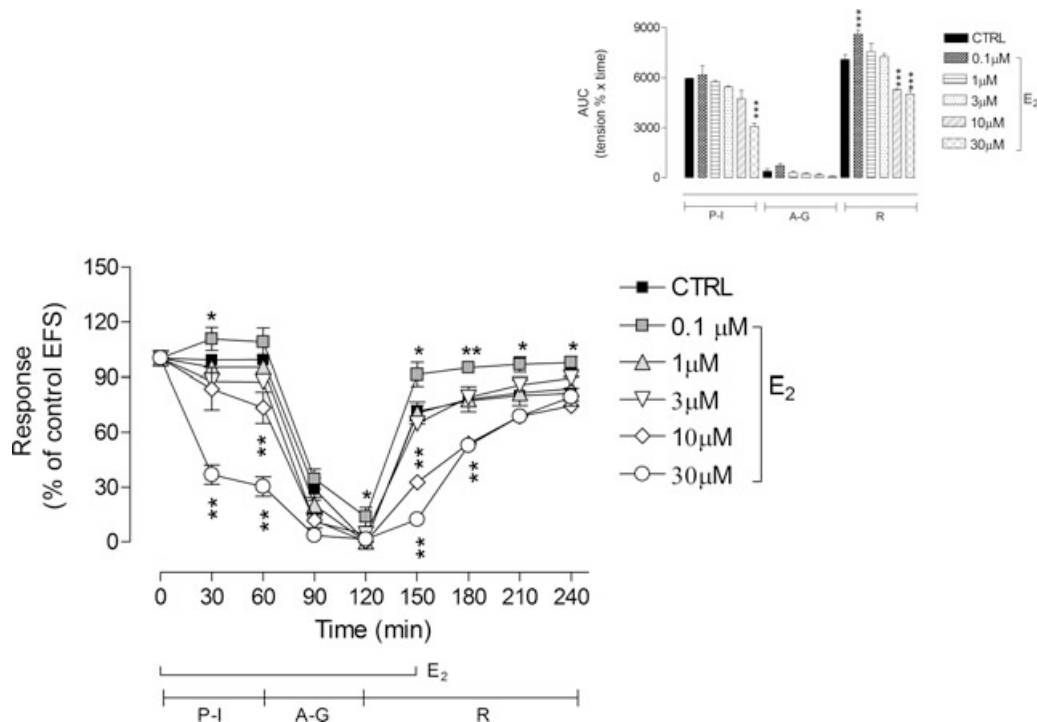 9000
6000
3000
0
AUC
(tension % x time)
***
***
***
***
P-I
A-G
R
CTRL
0.1µM
1µM
3µM
10µM
30µM
E2
150
120
90
60
30
0
Response
(% of control EFS)
*
**
**
**
*
*
**
**
**
**
*
*
CTRL
0.1 µM
1µM
3µM
10µM
30µM
E2
0 30 60 90 120 150 180 210 240
Time (min)
E2
P-I A-G R